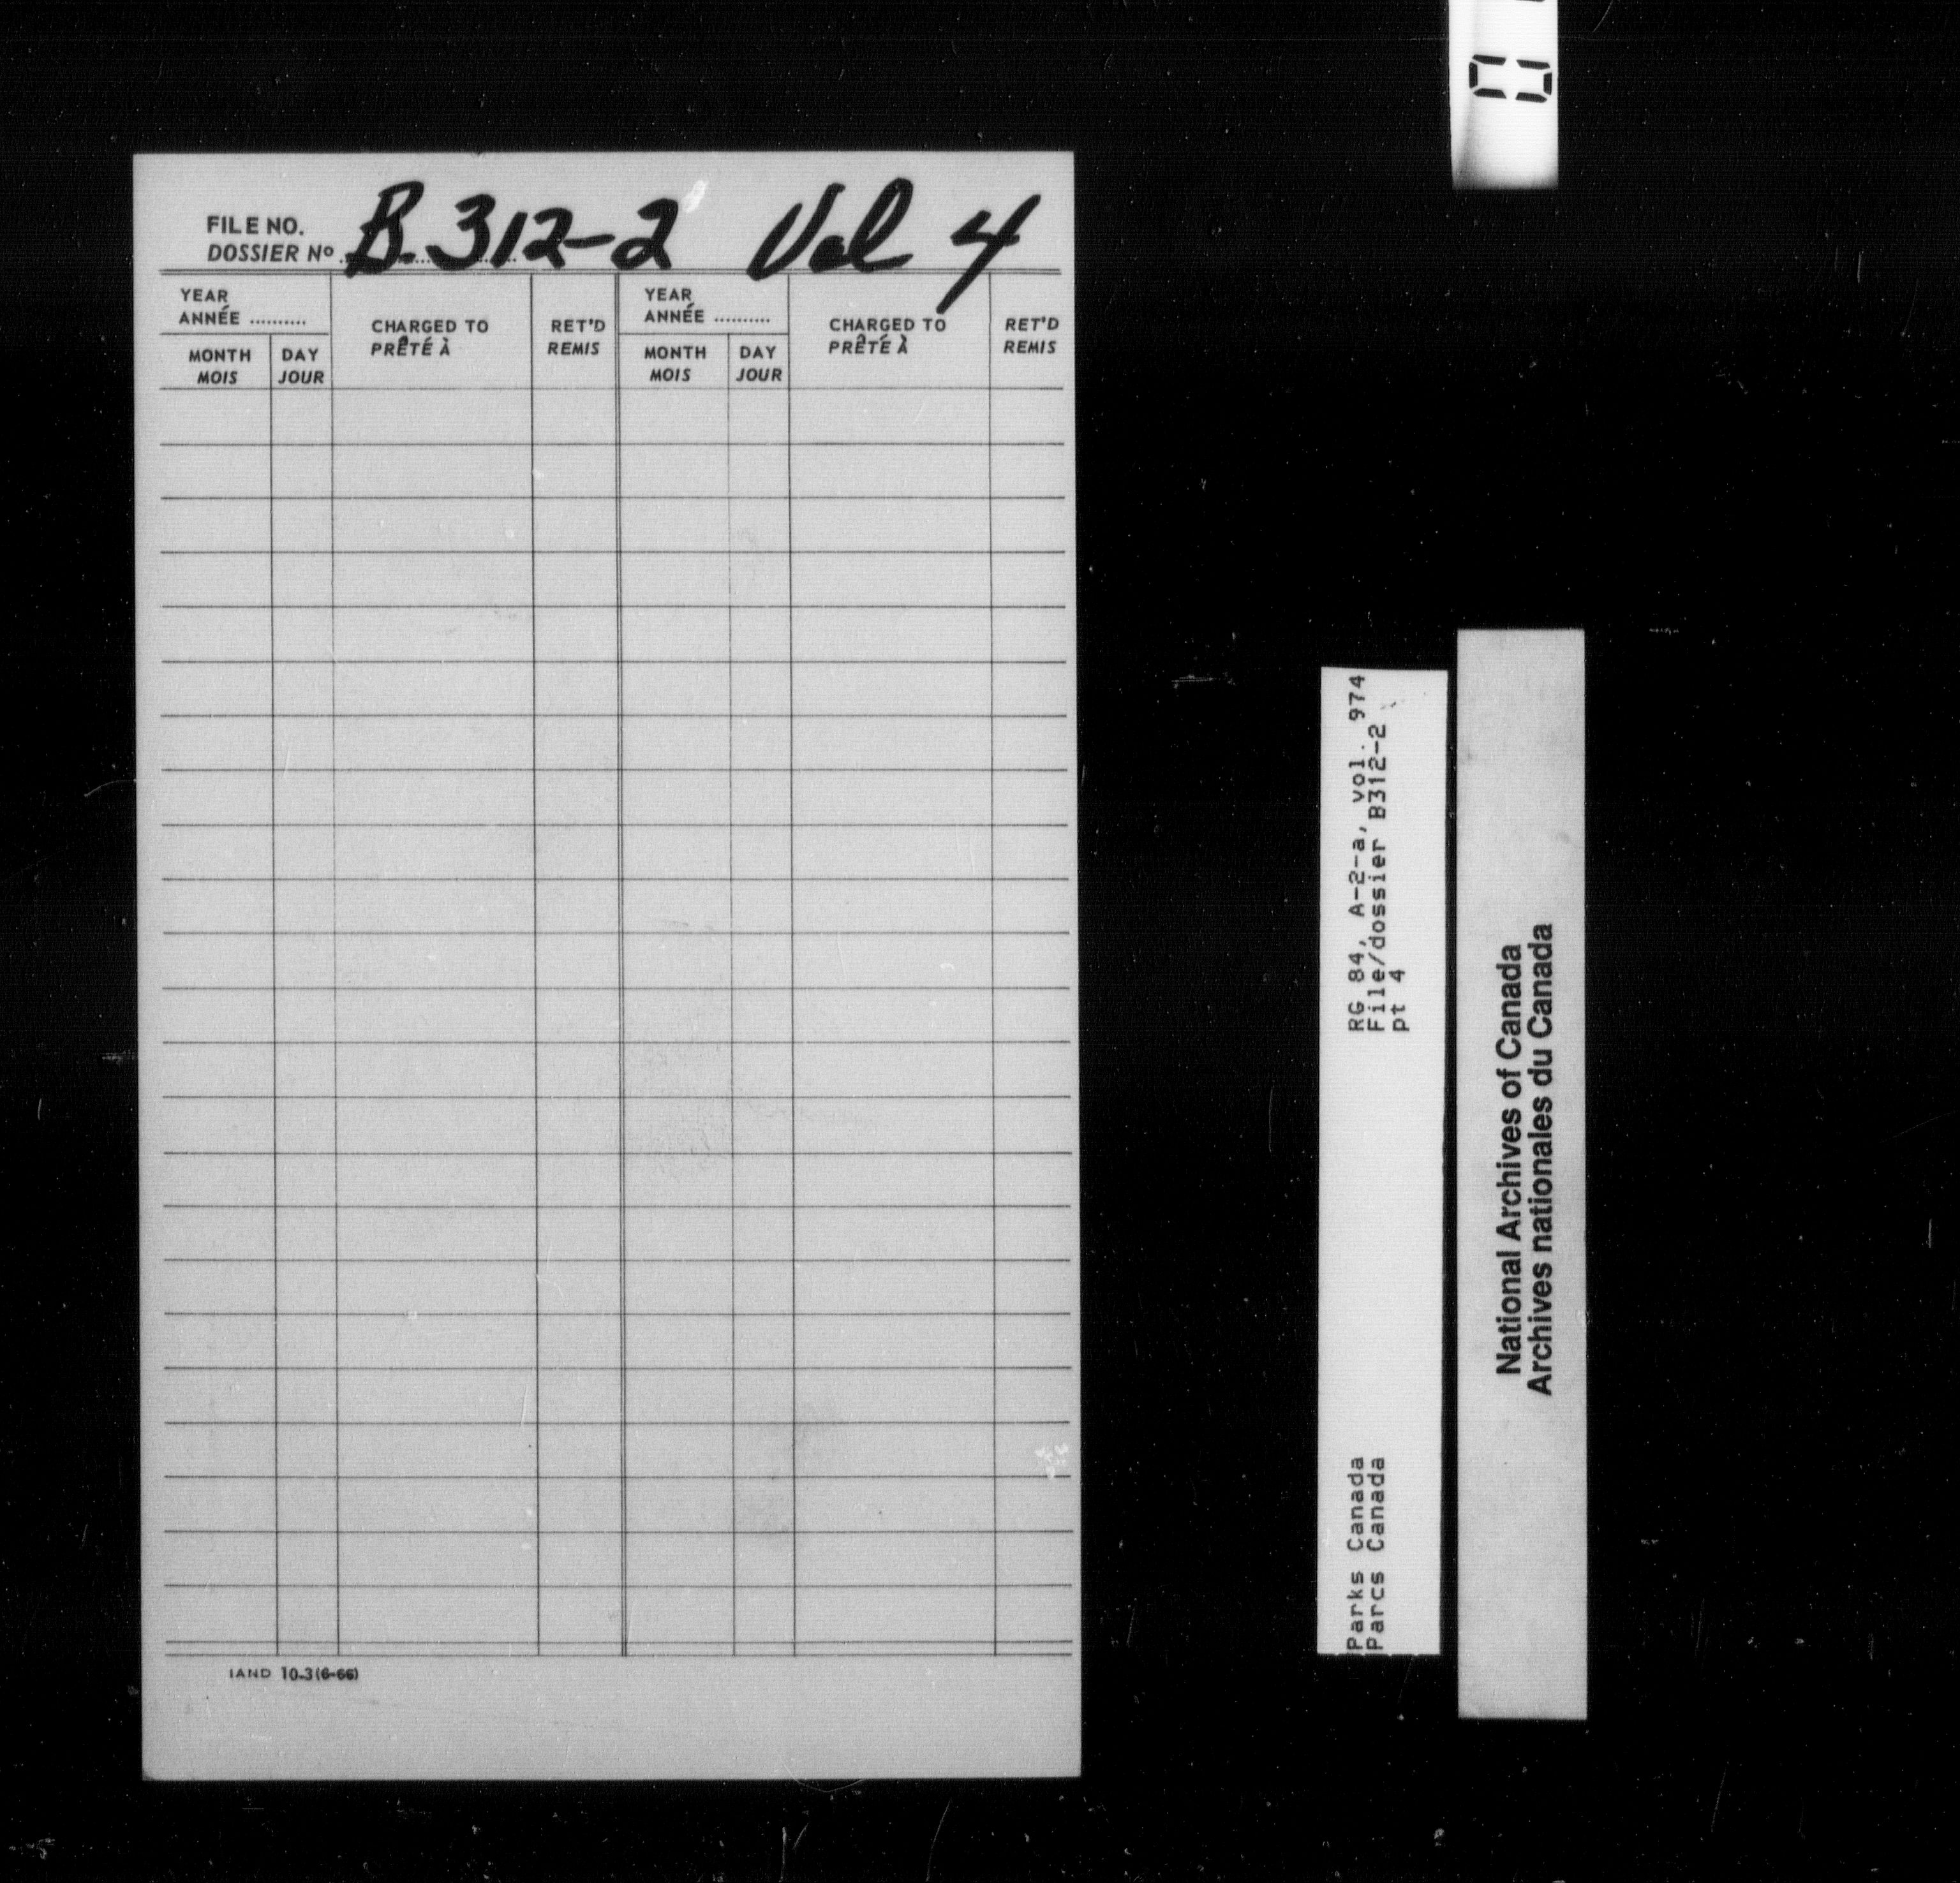 FILE NO.
DOSSIER Nº B.312-2 Vol 4
YEAR
ANNÉE ..........
MONTH
MOIS
DAY
JOUR
CHARGED TO
PRÊTÉ À
RET'D
REMIS
YEAR
ANNÉE ..........
MONTH
MOIS
DAY
JOUR
CHARGED TO
PRÊTÉ À
RET'D
REMIS
IAND 10-3 (6-66)
Parks Canada
Parcs Canada
RG 84, A-2-a, vol. 974
File/dossier B312-2
pt 4
National Archives of Canada
Archives nationales du Canada